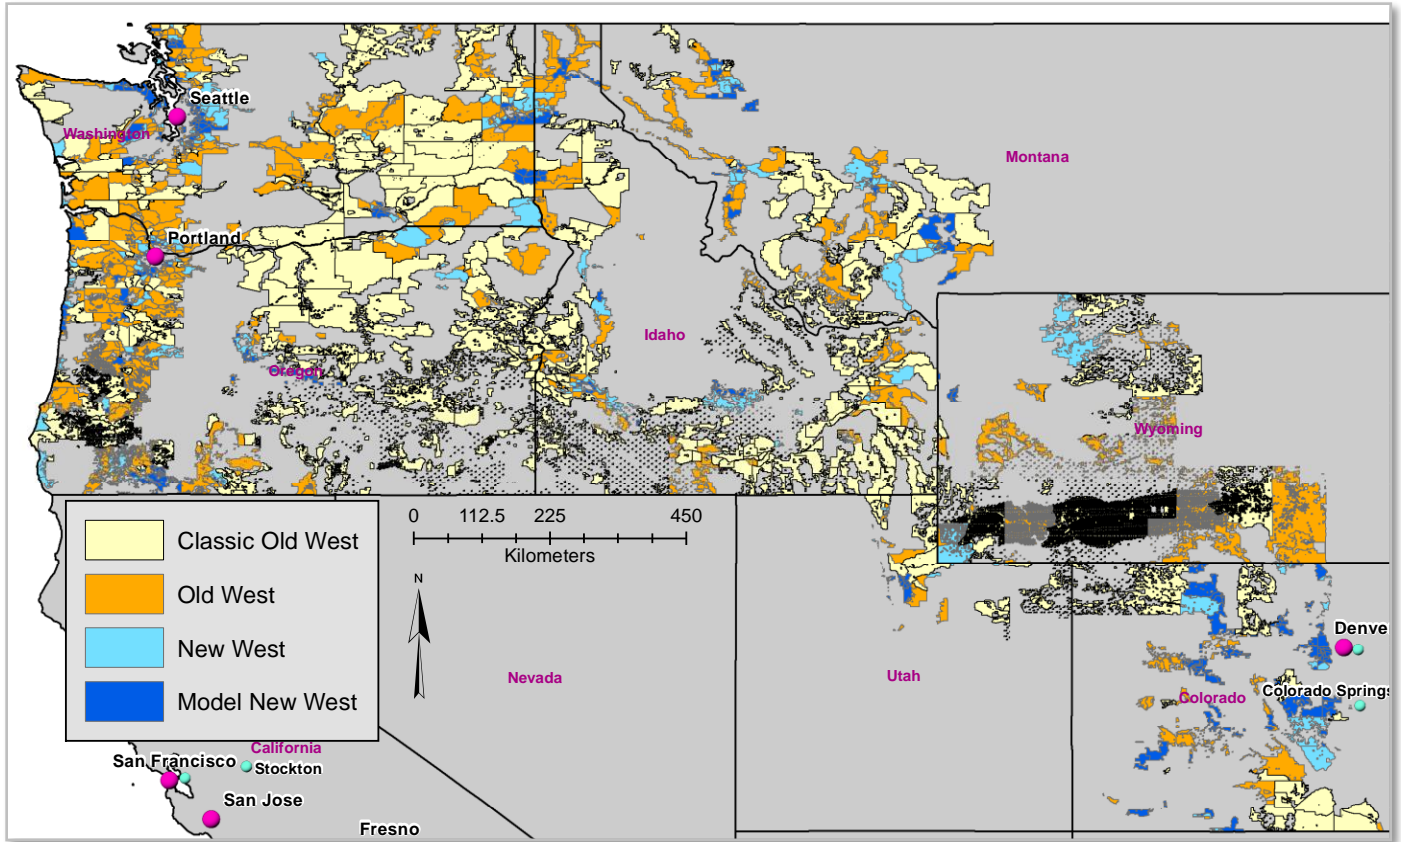 Seattle
Washington
Montana
Portland
Idaho
Oregon
Wyoming
Classic Old West
Old West
New West
Model New West
0 112.5 225 450
Kilometers
N
Nevada
Utah
Denve
Colorado
Colorado Springs
California
San Francisco
Stockton
San Jose
Fresno